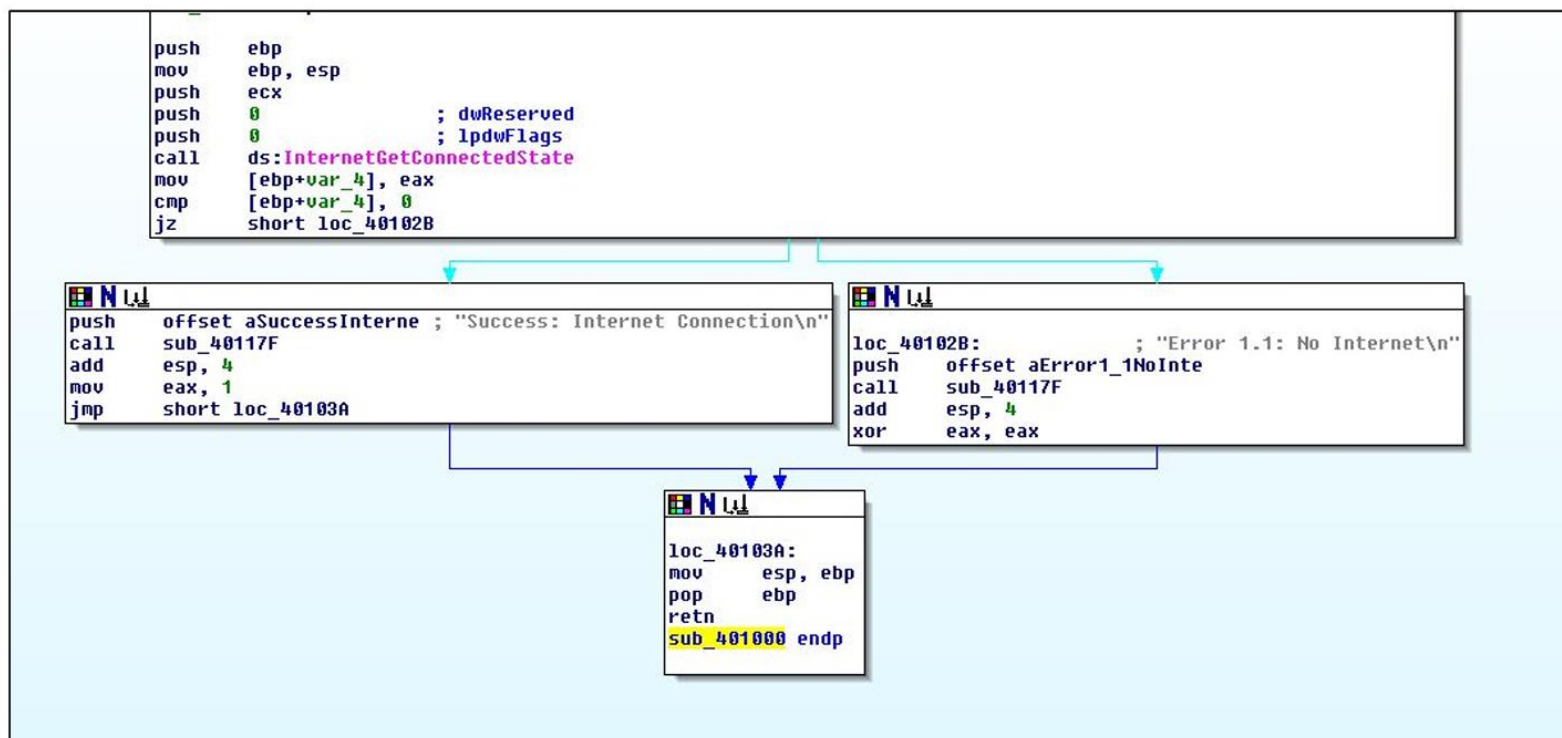 push ebp
mov ebp, esp
push ecx
push 0 ; dwReserved
push 0 ; lpdwFlags
call ds:InternetGetConnectedState
mov [ebp+var_4], eax
cmp [ebp+var_4], 0
jz short loc_40102B
N
push offset aSuccessInterne ; "Success: Internet Connection\n"
call sub_40117F
add esp, 4
mov eax, 1
jmp short loc_40103A
N
loc_40102B: ; "Error 1.1: No Internet\n"
push offset aError1_1NoInte
call sub_40117F
add esp, 4
xor eax, eax
N
loc_40103A:
mov esp, ebp
pop ebp
retn
sub_401000 endp